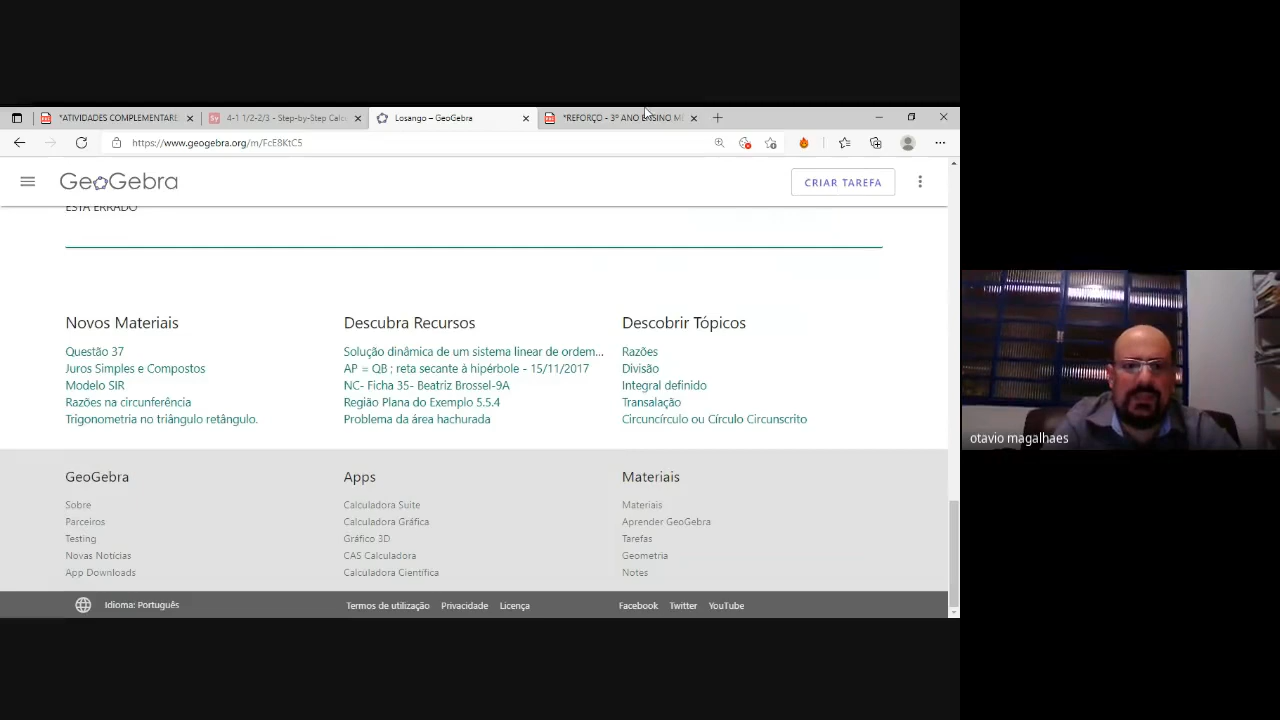 *ATIVIDADES COMPLEMENTARE
4-1 1/2-2/3 - Step-by-Step Calc
Losango – GeoGebra
*REFORÇO - 3º ANO ENSINO ME
https://www.geogebra.org/m/FcE8KtC5
GeoGebra
CRIAR TAREFA
ESTÁ ERRADO
Novos Materiais
Questão 37
Juros Simples e Compostos
Modelo SIR
Razões na circunferência
Trigonometria no triângulo retângulo.
Descubra Recursos
Solução dinâmica de um sistema linear de ordem...
AP = QB ; reta secante à hipérbole - 15/11/2017
NC- Ficha 35- Beatriz Brossel-9A
Região Plana do Exemplo 5.5.4
Problema da área hachurada
Descobrir Tópicos
Razões
Divisão
Integral definido
Transalação
Circuncírculo ou Círculo Circunscrito
GeoGebra
Sobre
Parceiros
Testing
Novas Notícias
App Downloads
Apps
Calculadora Suite
Calculadora Gráfica
Gráfico 3D
CAS Calculadora
Calculadora Científica
Materiais
Materiais
Aprender GeoGebra
Tarefas
Geometria
Notes
Idioma: Português
Termos de utilização Privacidade Licença
Facebook Twitter YouTube
otavio magalhaes